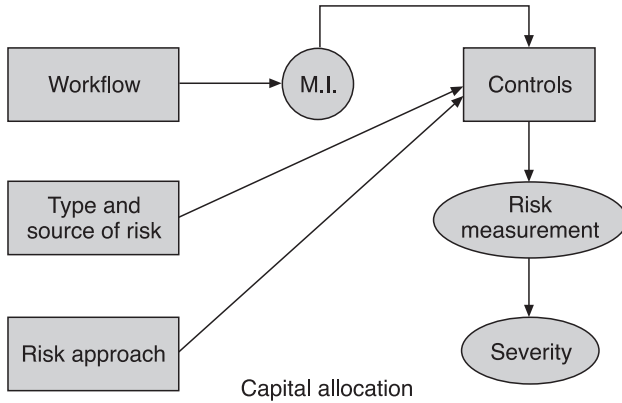 Workflow
M.I.
Controls
Type and
source of risk
Risk
measurement
Risk approach
Severity
Capital allocation